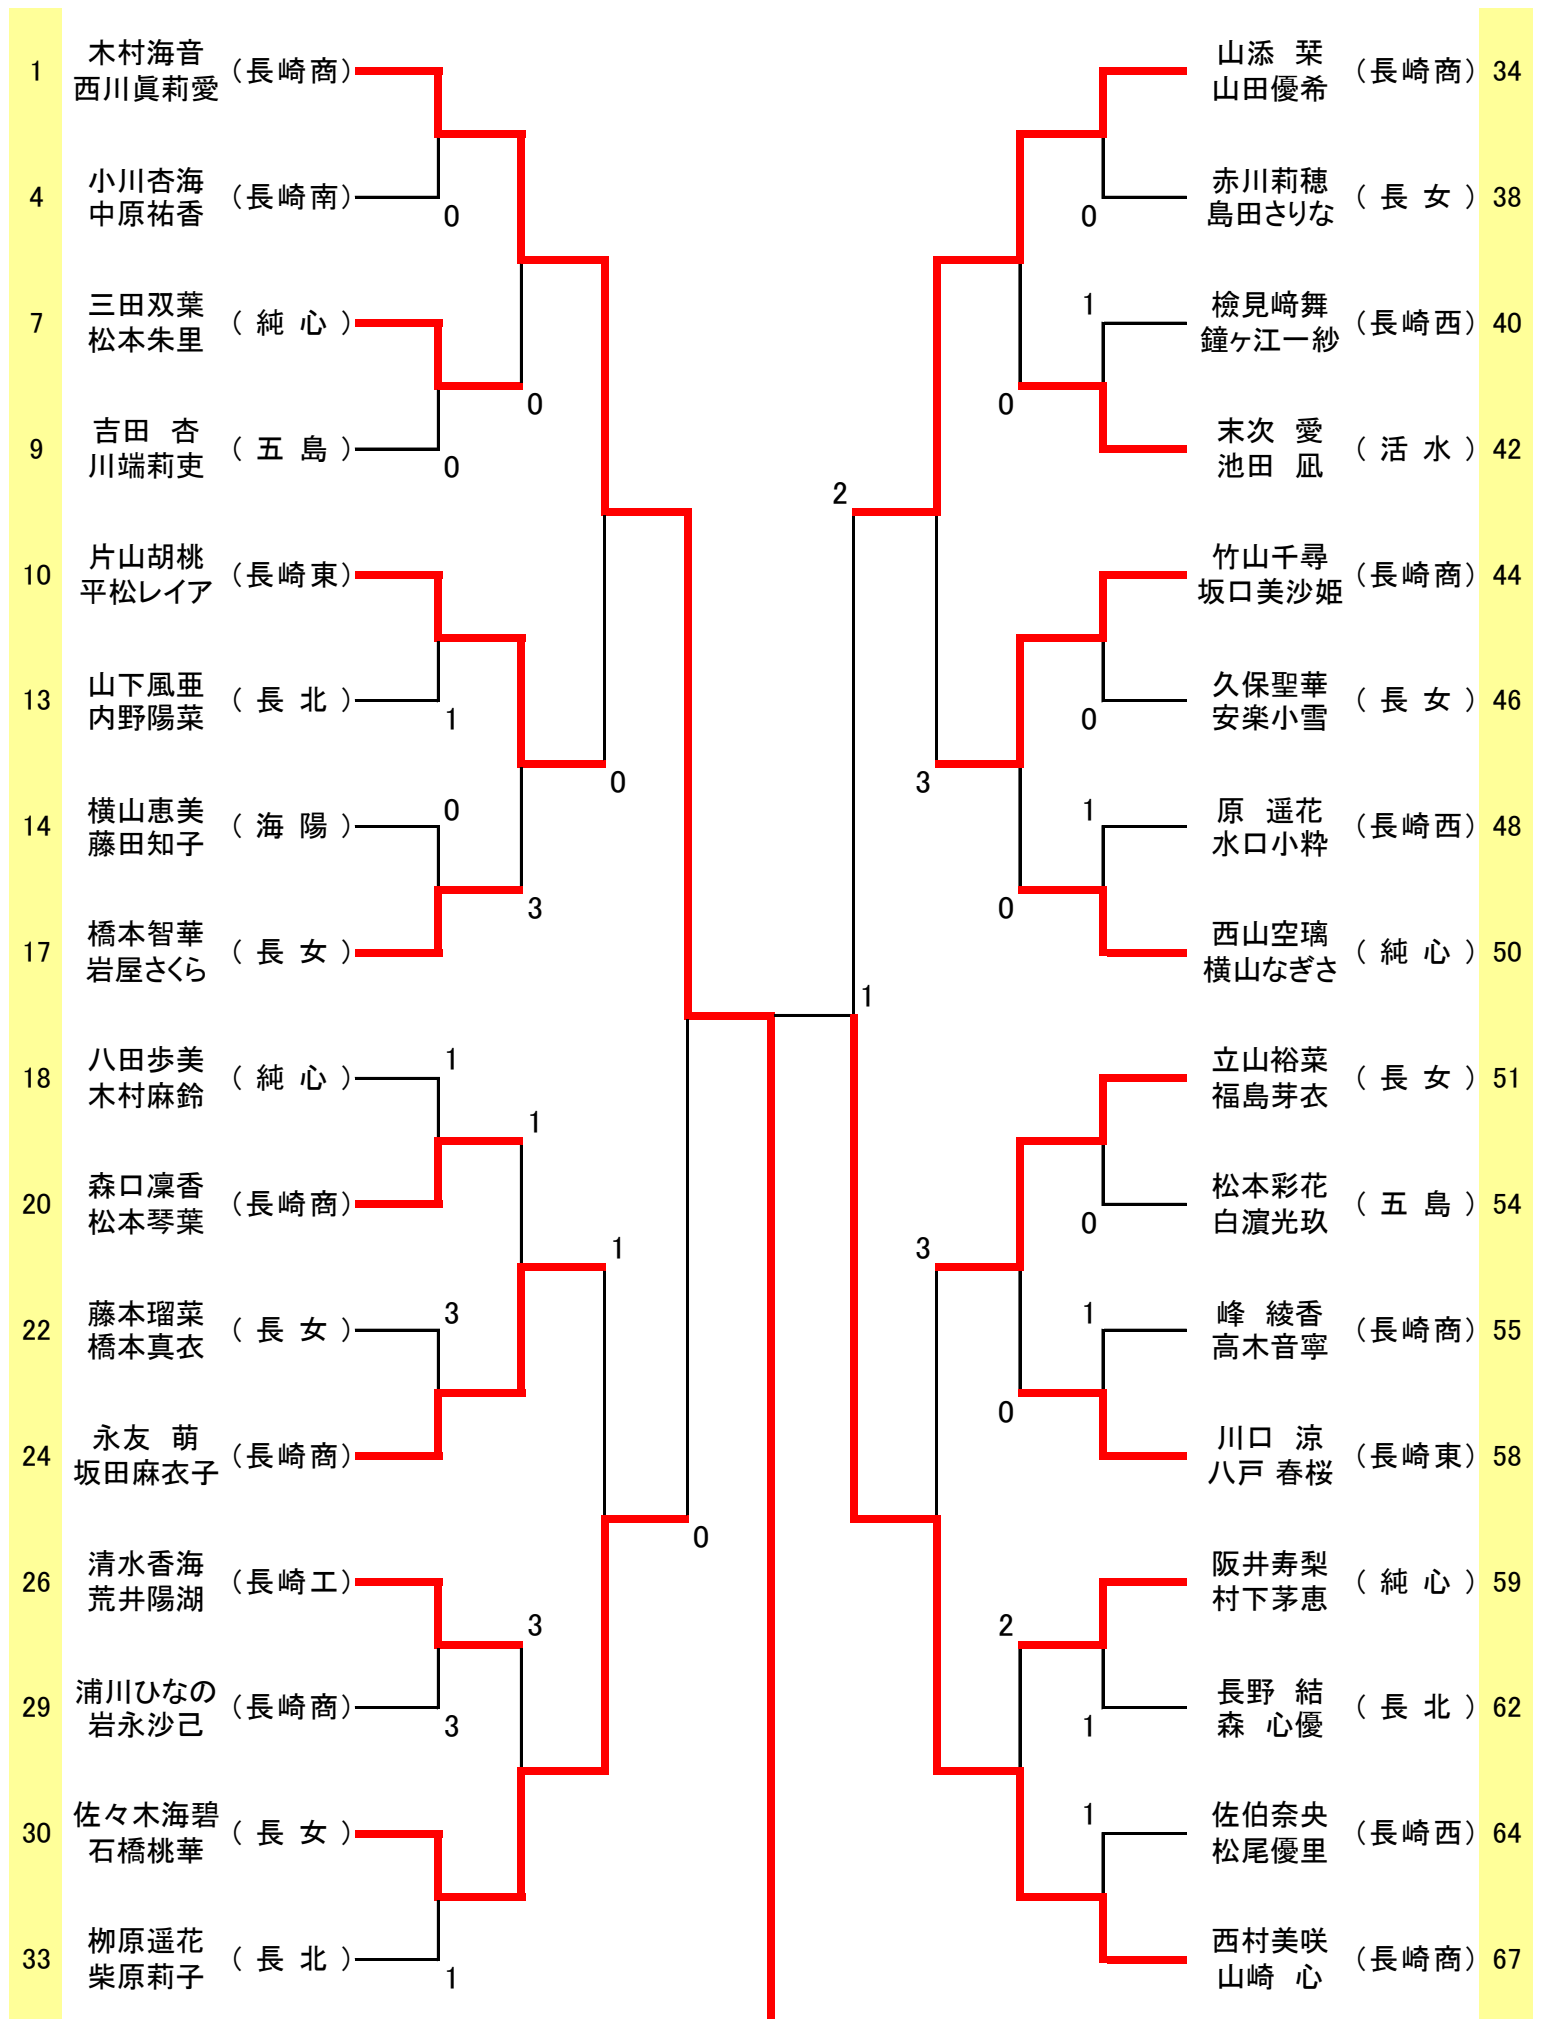 1 木村海音 西川眞莉愛 (長崎商)
4 小川杏海 中原祐香 (長崎南)
0
7 三田双葉 松本朱里 (純心)
0
9 吉田 杏 川端莉吏 (五島)
0
10 片山胡桃 平松レイア (長崎東)
13 山下風亜 内野陽菜 (長北)
1
0
14 横山恵美 藤田知子 (海陽)
0
3
17 橋本智華 岩屋さくら (長女)
18 八田歩美 木村麻鈴 (純心)
1
1
20 森口凜香 松本琴葉 (長崎商)
1
22 藤本瑠菜 橋本真衣 (長女)
3
24 永友 萌 坂田麻衣子 (長崎商)
0
26 清水香海 荒井陽湖 (長崎工)
3
29 浦川ひなの 岩永沙己 (長崎商)
3
30 佐々木海碧 石橋桃華 (長女)
33 栁原遥花 柴原莉子 (長北)
1
山添 栞 山田優希 (長崎商) 34
赤川莉穂 島田さりな (長女) 38
0
1
檢見﨑舞 鐘ヶ江一紗 (長崎西) 40
0
末次 愛 池田 凪 (活水) 42
2
竹山千尋 坂口美沙姫 (長崎商) 44
久保聖華 安楽小雪 (長女) 46
0
3
1
原 遥花 水口小粋 (長崎西) 48
0
西山空璃 横山なぎさ (純心) 50
1
立山裕菜 福島芽衣 (長女) 51
松本彩花 白濵光玖 (五島) 54
0
3
1
峰 綾香 高木音寧 (長崎商) 55
0
川口 涼 八戸 春桜 (長崎東) 58
阪井寿梨 村下茅恵 (純心) 59
2
長野 結 森 心優 (長北) 62
1
1
佐伯奈央 松尾優里 (長崎西) 64
西村美咲 山崎 心 (長崎商) 67